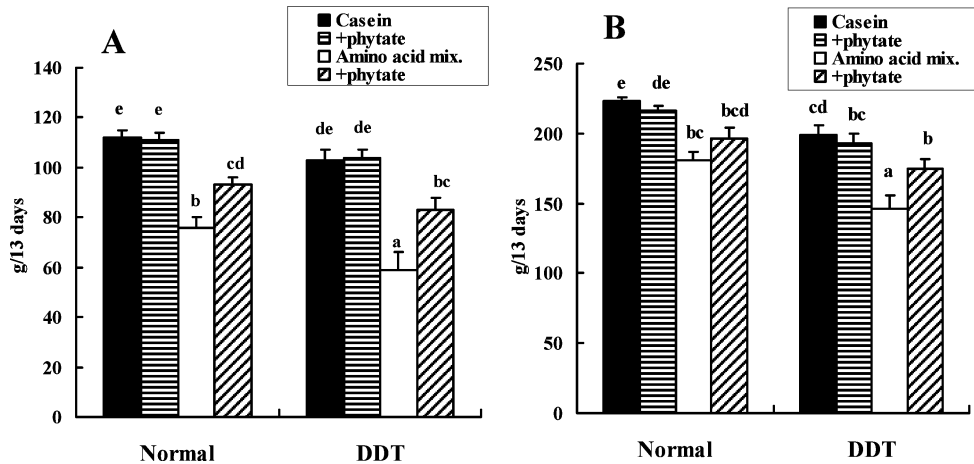 A
Casein
+phytate
Amino acid mix.
+phytate
140
120
100
80
60
40
20
0
g/13 days
e e b cd de de a bc
Normal DDT
B
Casein
+phytate
Amino acid mix.
+phytate
250
200
150
100
50
0
g/13 days
e de bc bcd cd bc a b
Normal DDT